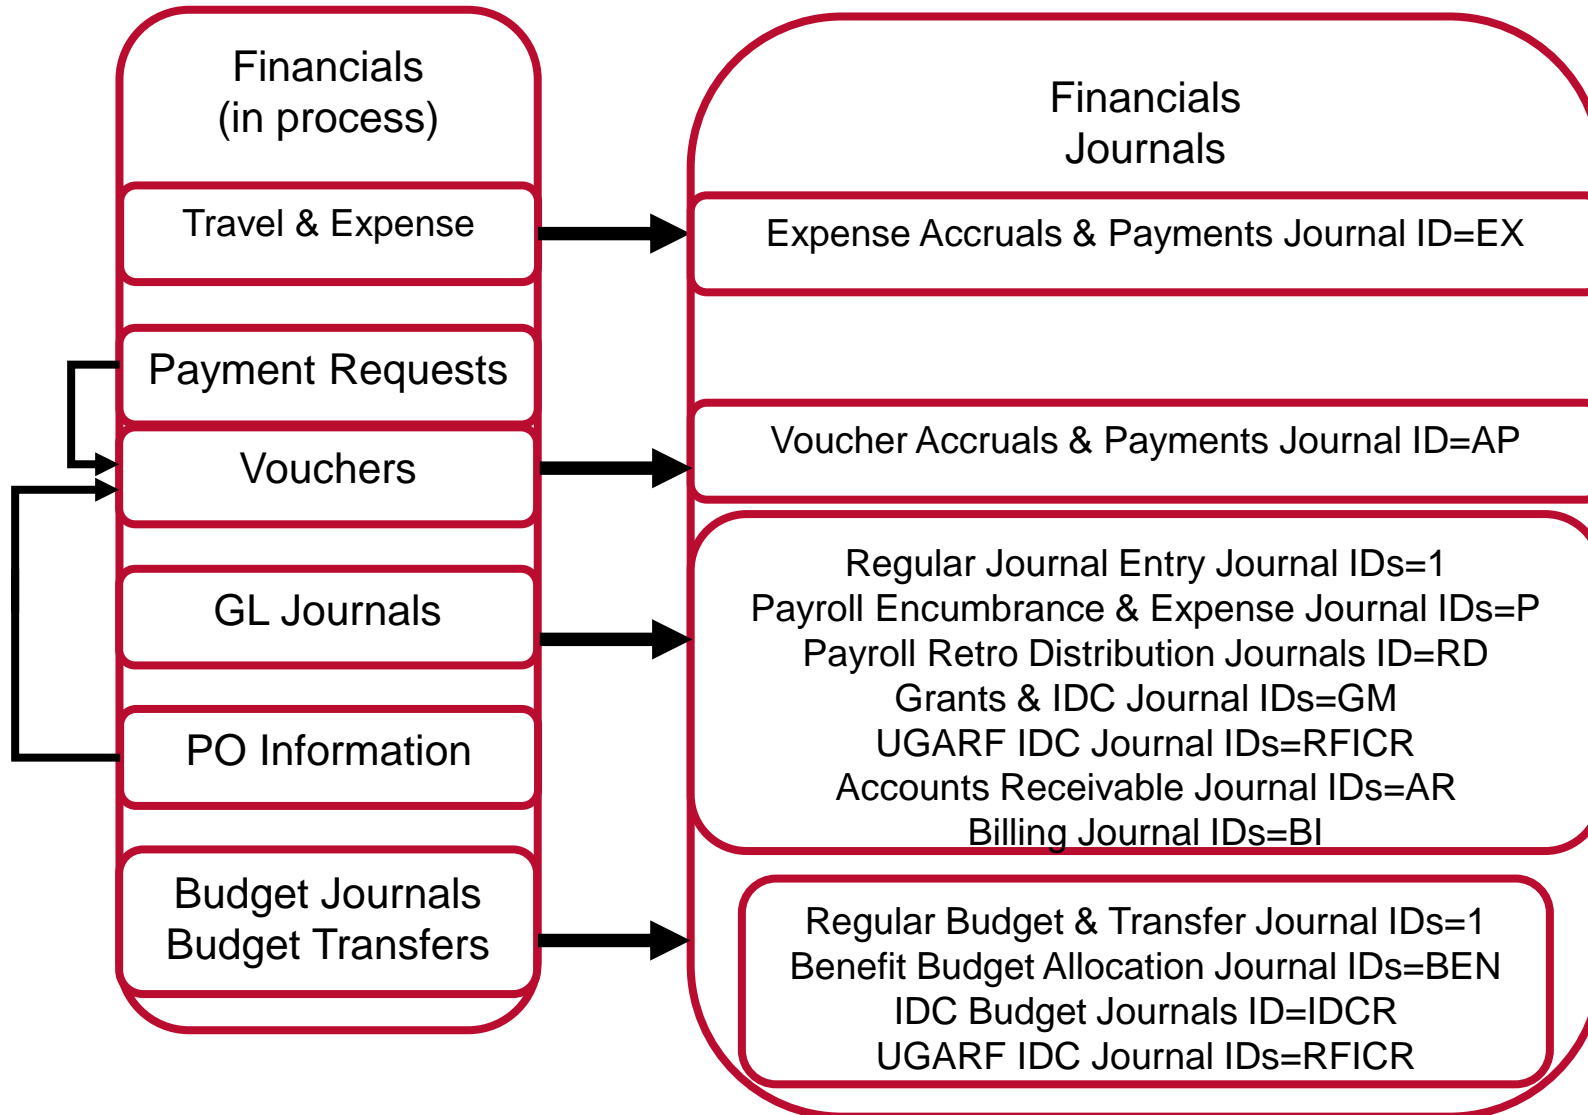 Financials
(in process)
Travel & Expense
Payment Requests
Vouchers
GL Journals
PO Information
Budget Journals
Budget Transfers
Financials
Journals
Expense Accruals & Payments Journal ID=EX
Voucher Accruals & Payments Journal ID=AP
Regular Journal Entry Journal IDs=1
Payroll Encumbrance & Expense Journal IDs=P
Payroll Retro Distribution Journals ID=RD
Grants & IDC Journal IDs=GM
UGARF IDC Journal IDs=RFICR
Accounts Receivable Journal IDs=AR
Billing Journal IDs=BI
Regular Budget & Transfer Journal IDs=1
Benefit Budget Allocation Journal IDs=BEN
IDC Budget Journals ID=IDCR
UGARF IDC Journal IDs=RFICR